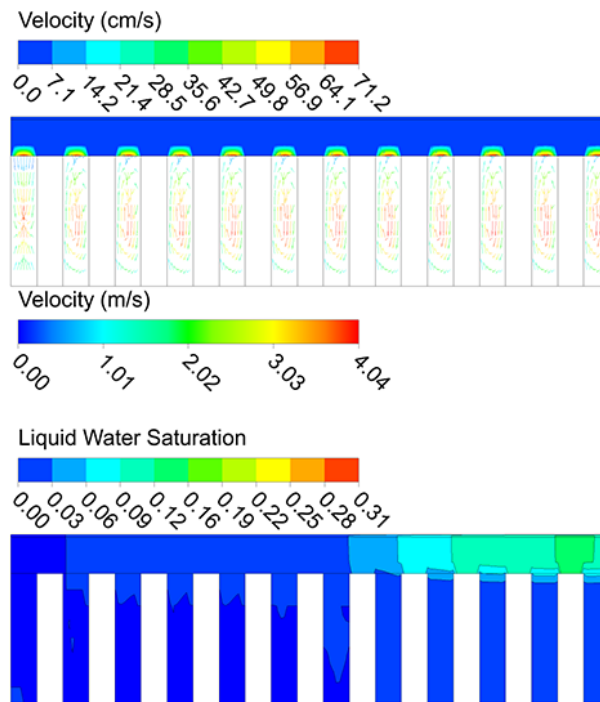 Velocity (cm/s)
0.0 7.1 14.2 21.4 28.5 35.6 42.7 49.8 56.9 64.1 71.2
Velocity (m/s)
0.00 1.01 2.02 3.03 4.04
Liquid Water Saturation
0.00 0.03 0.06 0.09 0.12 0.16 0.19 0.22 0.25 0.28 0.31